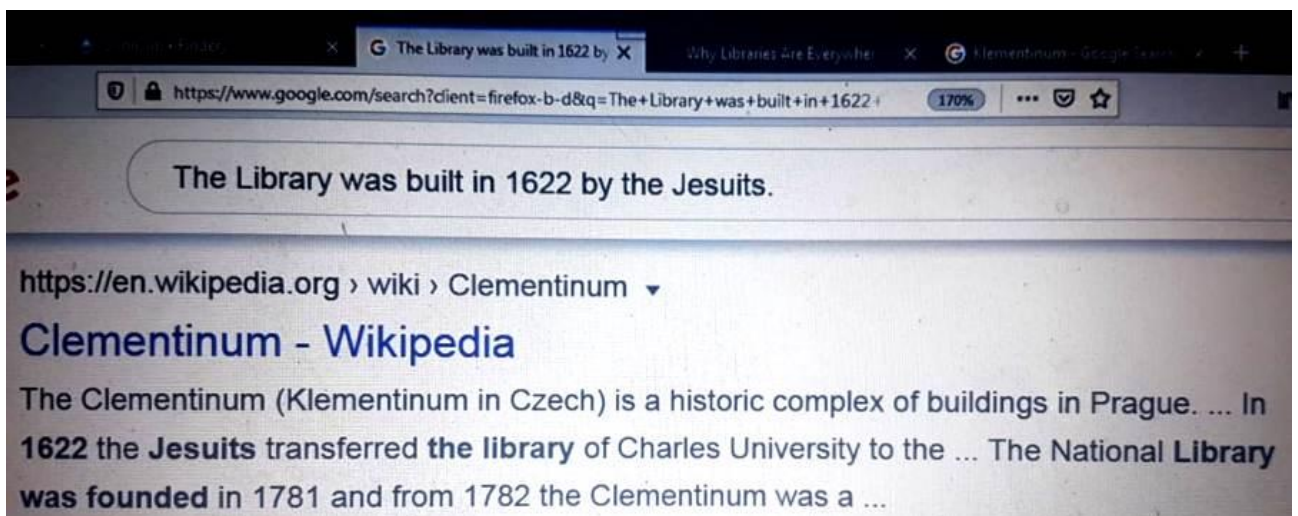 The Library was built in 1622 by
Why Libraries Are Everywhe
Klementinum - Google Search
https://www.google.com/search?client=firefox-b-d&q=The+Library+was+built+in+1622+
170%
The Library was built in 1622 by the Jesuits.
https://en.wikipedia.org › wiki › Clementinum
Clementinum - Wikipedia
The Clementinum (Klementinum in Czech) is a historic complex of buildings in Prague. ... In
1622 the Jesuits transferred the library of Charles University to the ... The National Library
was founded in 1781 and from 1782 the Clementinum was a ...